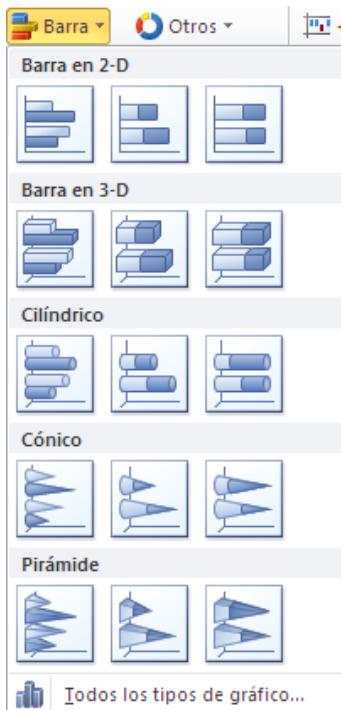 Barra Otros
Barra en 2-D
Barra en 3-D
Cilíndrico
Cónico
Pirámide
Todos los tipos de gráfico...